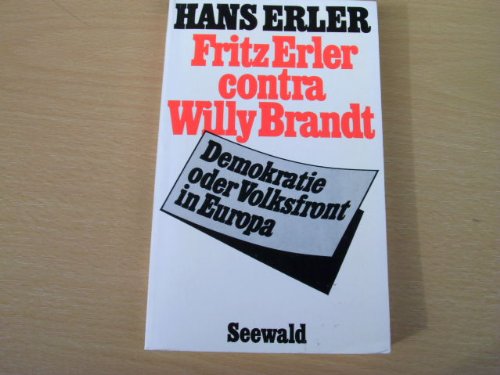 HANS ERLER
Fritz Erler
contra
Willy Brandt
Demokratie
oder Volksfront
in Europa
Seewald